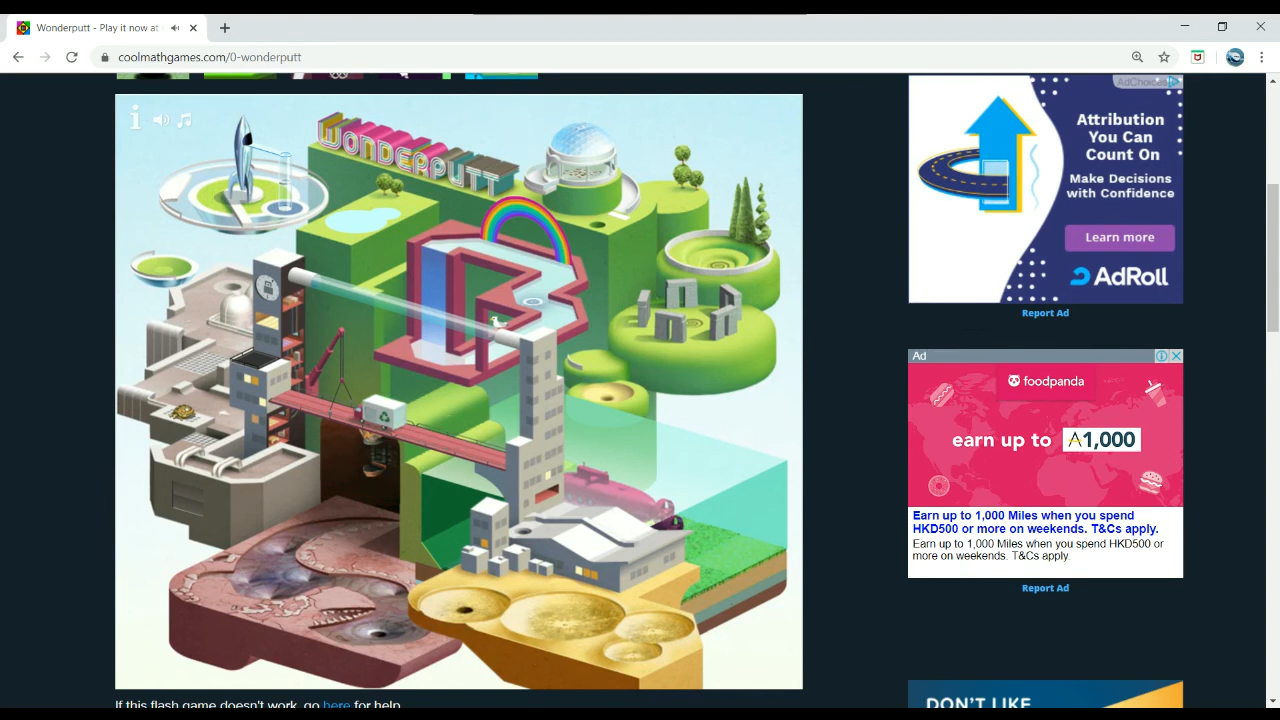 Wonderputt - Play it now at
coolmathgames.com/0-wonderputt
i
WONDERPUTT
AdChoices
Attribution
You Can
Count On
Make Decisions
with Confidence
Learn more
AdRoll
Report Ad
Ad
foodpanda
earn up to A1,000
Earn up to 1,000 Miles when you spend
HKD500 or more on weekends. T&Cs apply.
Earn up to 1,000 Miles when you spend HKD500 or
more on weekends. T&Cs apply.
Report Ad
DON'T LIKE
If this flash game doesn't work, go here for help.